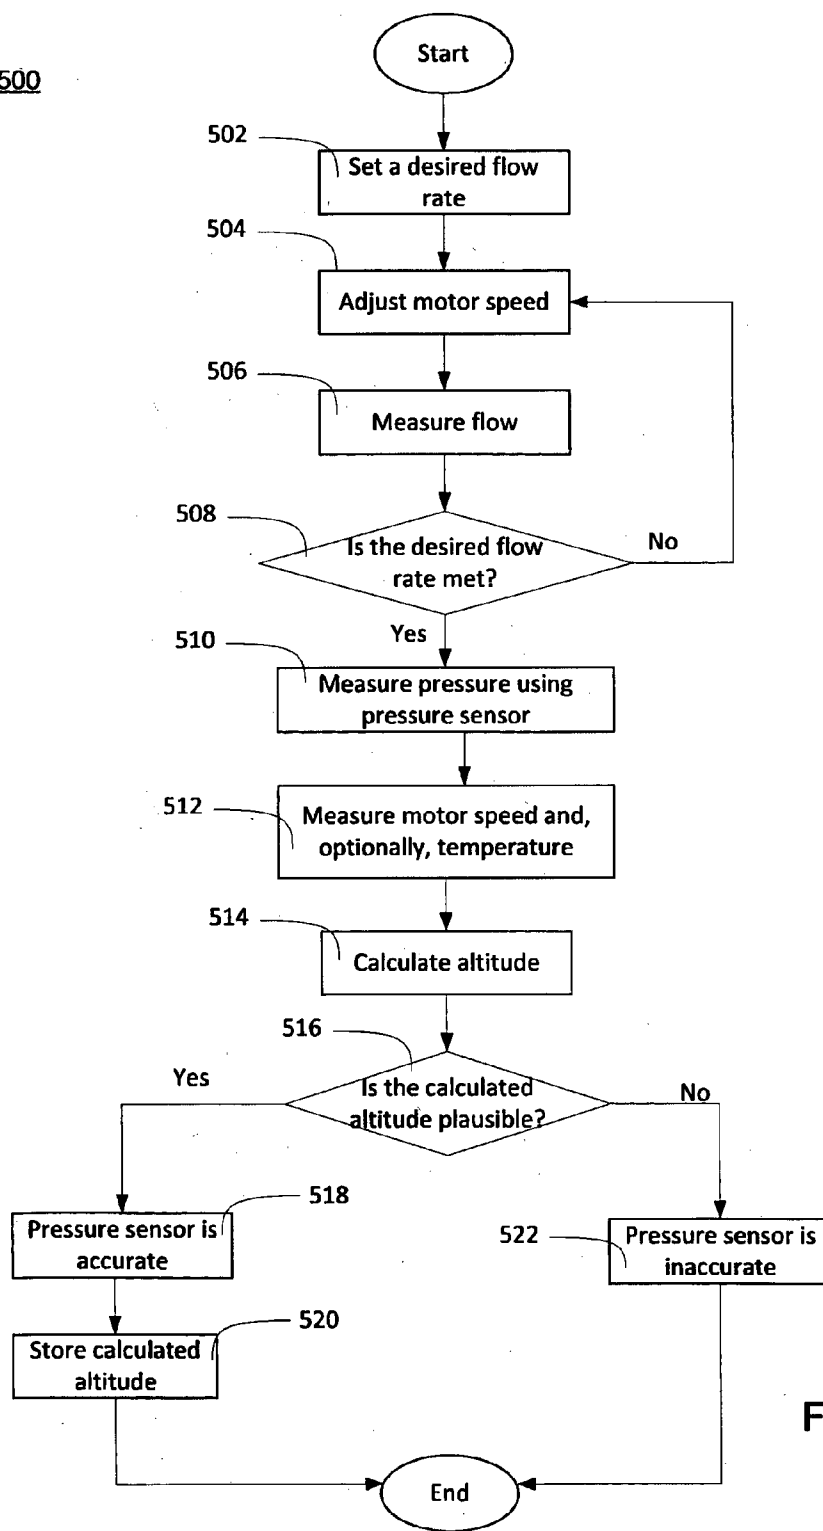 Start
500
502
Set a desired flow
rate
504
Adjust motor speed
506
Measure flow
508
Is the desired flow
rate met?
No
Yes
510
Measure pressure using
pressure sensor
512
Measure motor speed and,
optionally, temperature
514
Calculate altitude
516
Yes
Is the calculated
altitude plausible?
No
518
Pressure sensor is
accurate
522
Pressure sensor is
inaccurate
520
Store calculated
altitude
F
End